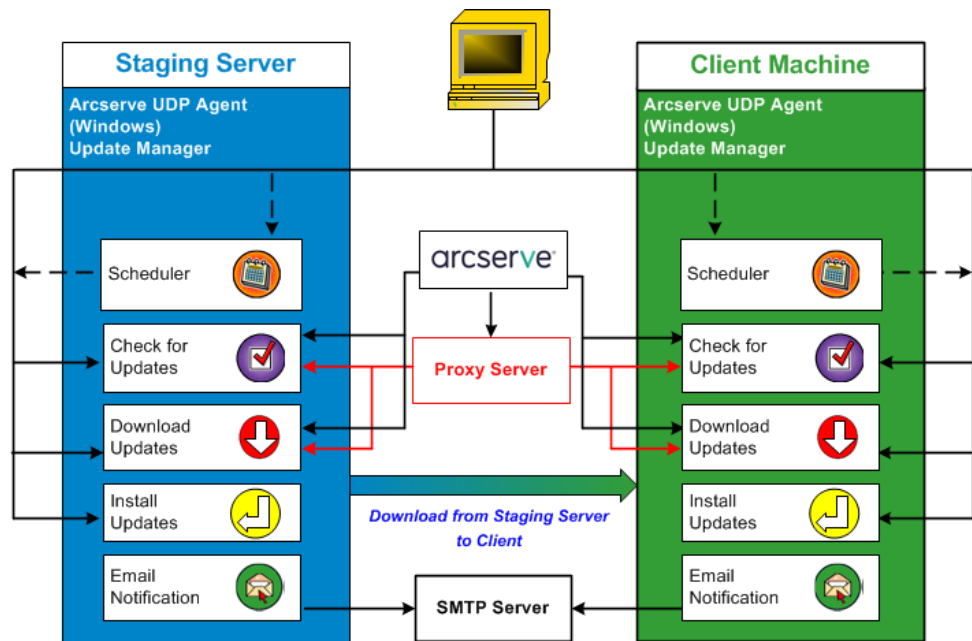 Staging Server
Arcserve UDP Agent
(Windows)
Update Manager
Scheduler
Check for
Updates
Download
Updates
Install
Updates
Email
Notification
arcserve®
Proxy Server
Download from Staging Server
to Client
SMTP Server
Client Machine
Arcserve UDP Agent
(Windows)
Update Manager
Scheduler
Check for
Updates
Download
Updates
Install
Updates
Email
Notification